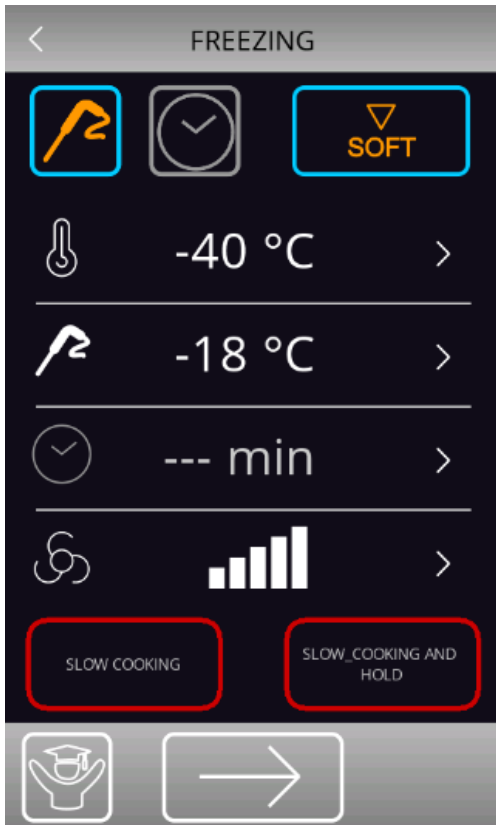 FREEZING
SOFT
-40 °C
-18 °C
--- min
SLOW COOKING
SLOW_COOKING AND
HOLD